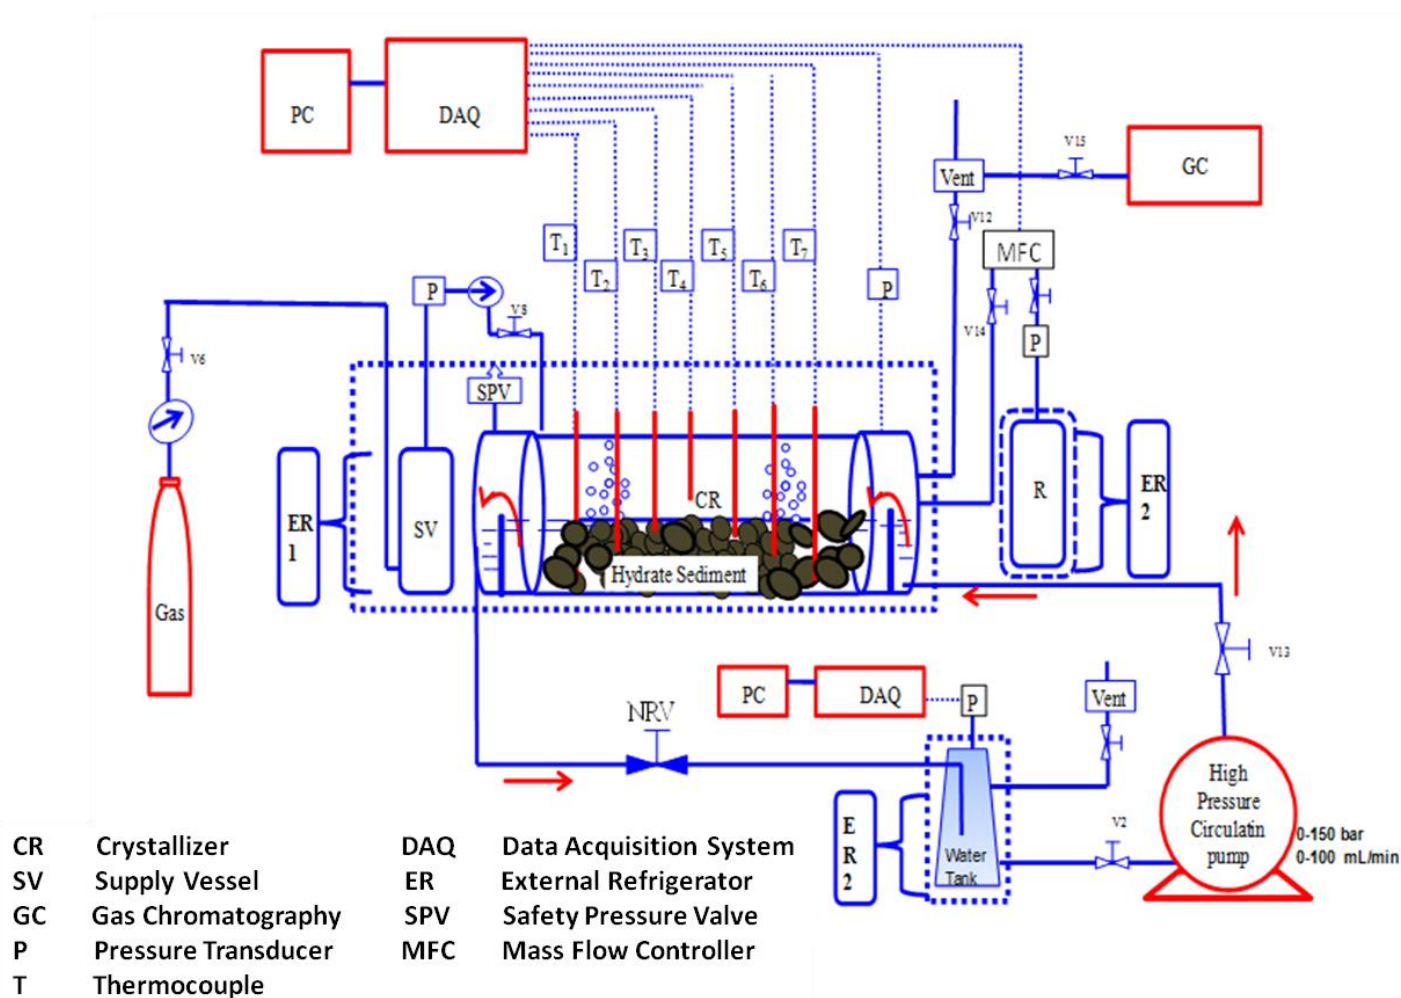 PC
DAQ
V15
GC
Vent
V12
MFC
T1
T3
T5
T7
T2
T4
T6
P
P
V8
V14
P
V6
SPV
CR
R
ER
1
SV
ER
2
Hydrate Sediment
Gas
V13
PC
DAQ
P
Vent
NRV
High
Pressure
Circulatin
pump
0-150 bar
0-100 mL/min
V2
E
R
2
Water
Tank
CR Crystallizer
SV Supply Vessel
GC Gas Chromatography
P Pressure Transducer
T Thermocouple
DAQ Data Acquisition System
ER External Refrigerator
SPV Safety Pressure Valve
MFC Mass Flow Controller